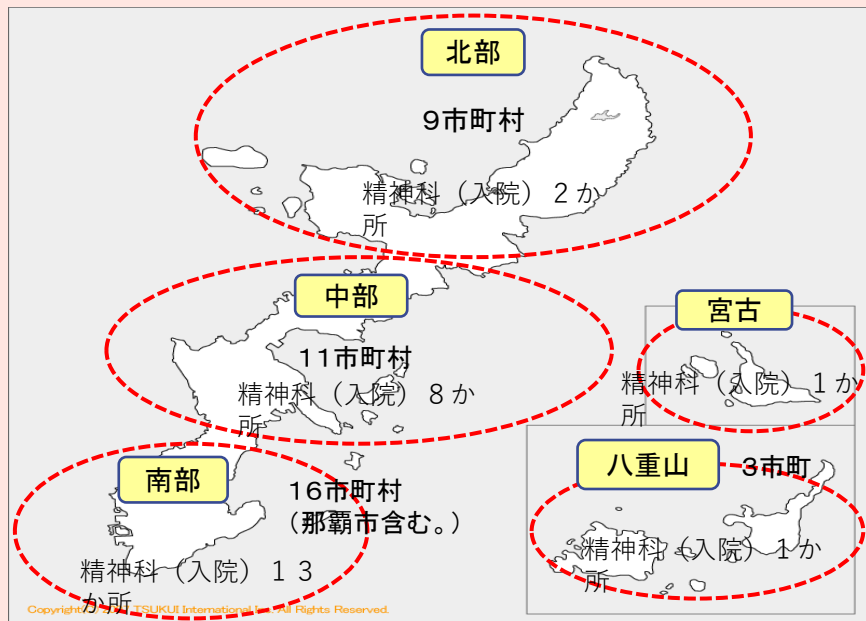 北部
9市町村
精神科（入院）２か
所
中部
11市町村
精神科（入院）８か
所
宮古
精神科（入院）１か
所
南部
16市町村
（那覇市含む。）
精神科（入院）１３
か所
八重山
3市町
精神科（入院）１か
所
TSUKUI International Inc. All Rights Reserved.